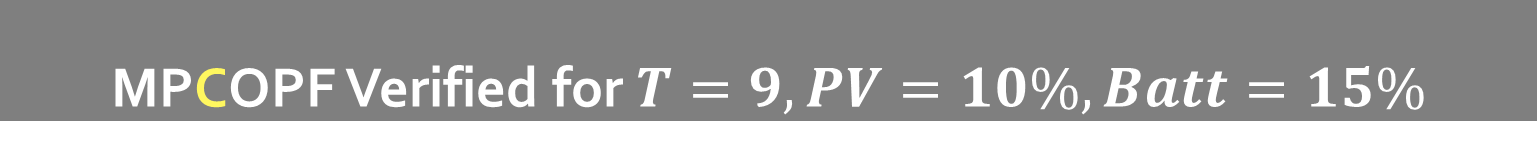 MPCOPF Verified for T = 9, PV = 10%, Batt = 15%